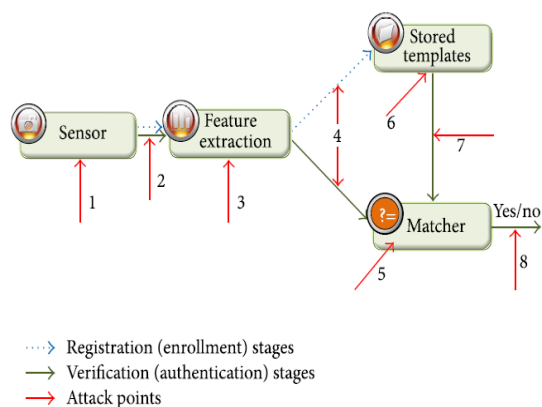 Stored
templates
Sensor
Feature
extraction
1
2
3
4
6
7
?=
Matcher
Yes/no
5
8
Registration (enrollment) stages
Verification (authentication) stages
Attack points